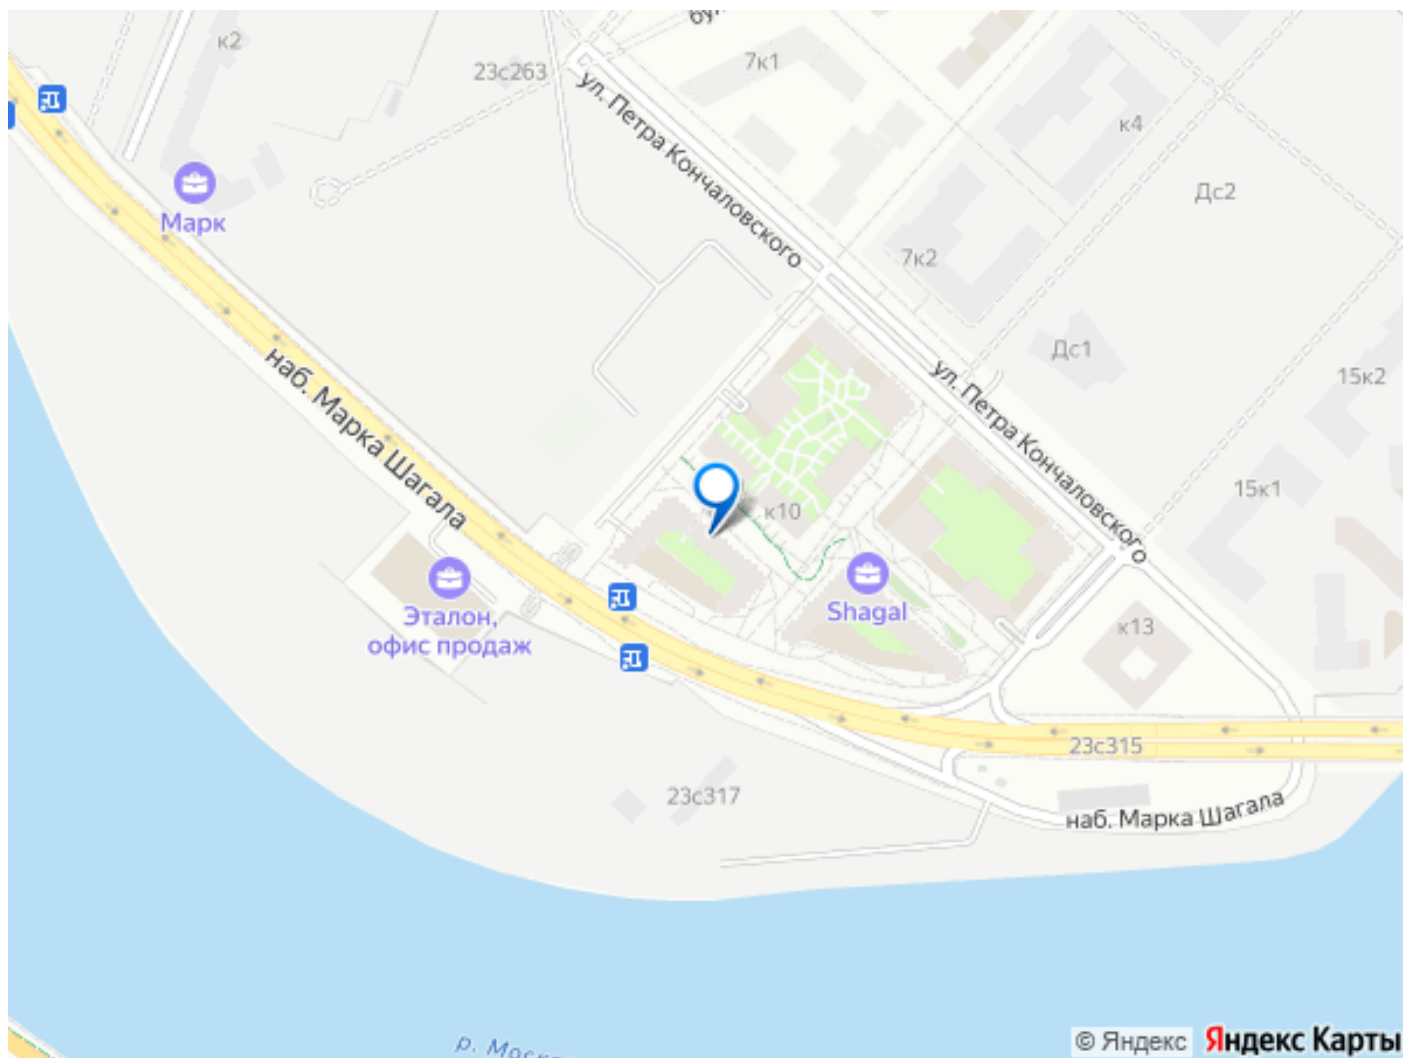 к2
23с263
7к1
ул. Петра Кончаловского
к4
Марк
Дс2
7к2
Дс1
15к2
наб. Марка Шагала
ул. Петра Кончаловского
15к1
к10
Эталон,
офис продаж
Shagal
к13
23с315
23с317
наб. Марка Шагала
р.
© Яндекс
Яндекс Карты